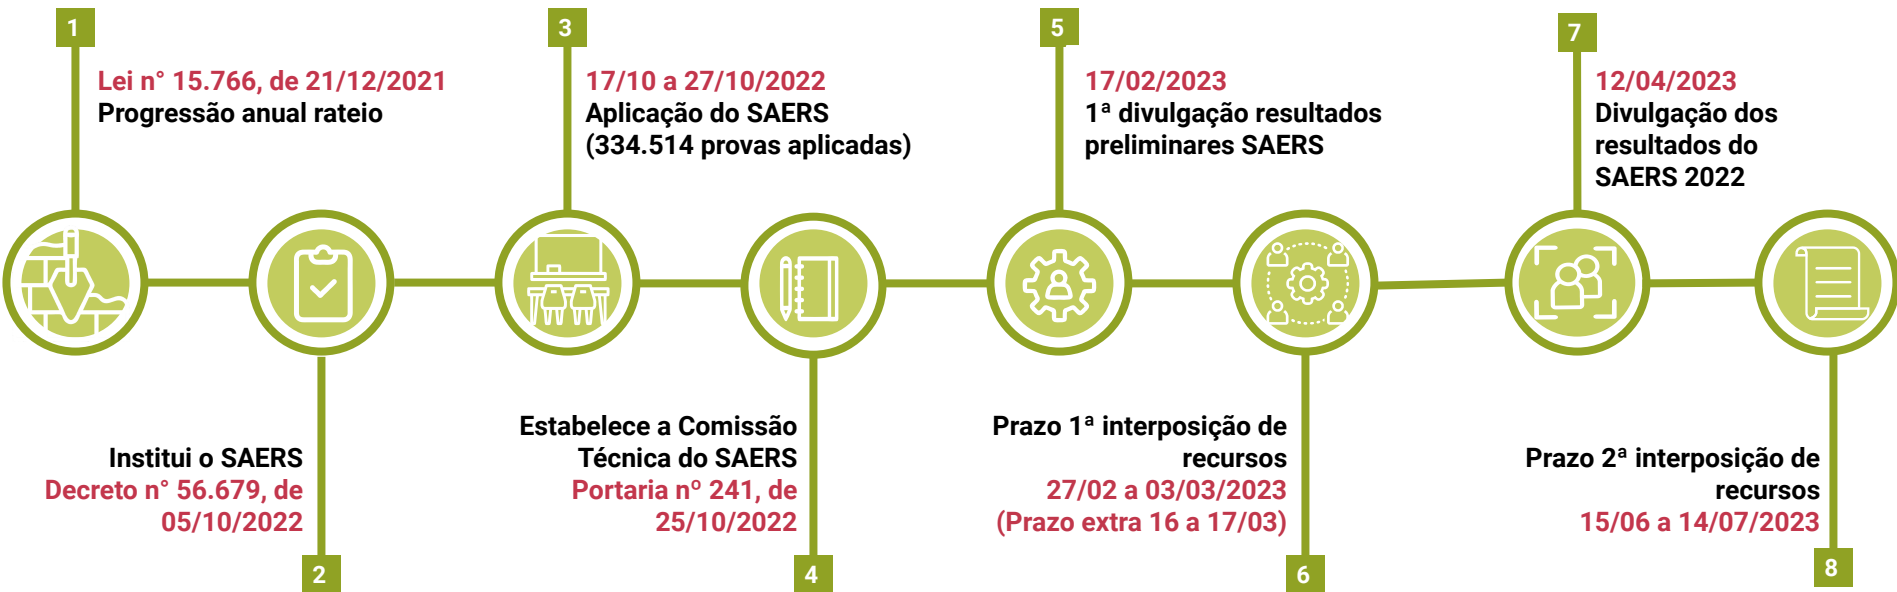 1
Lei n° 15.766, de 21/12/2021
Progressão anual rateio
Institui o SAERS
Decreto n° 56.679, de
05/10/2022
2
3
17/10 a 27/10/2022
Aplicação do SAERS
(334.514 provas aplicadas)
Estabelece a Comissão
Técnica do SAERS
Portaria nº 241, de
25/10/2022
4
5
17/02/2023
1ª divulgação resultados
preliminares SAERS
Prazo 1ª interposição de
recursos
27/02 a 03/03/2023
(Prazo extra 16 a 17/03)
6
7
12/04/2023
Divulgação dos
resultados do
SAERS 2022
Prazo 2ª interposição de
recursos
15/06 a 14/07/2023
8